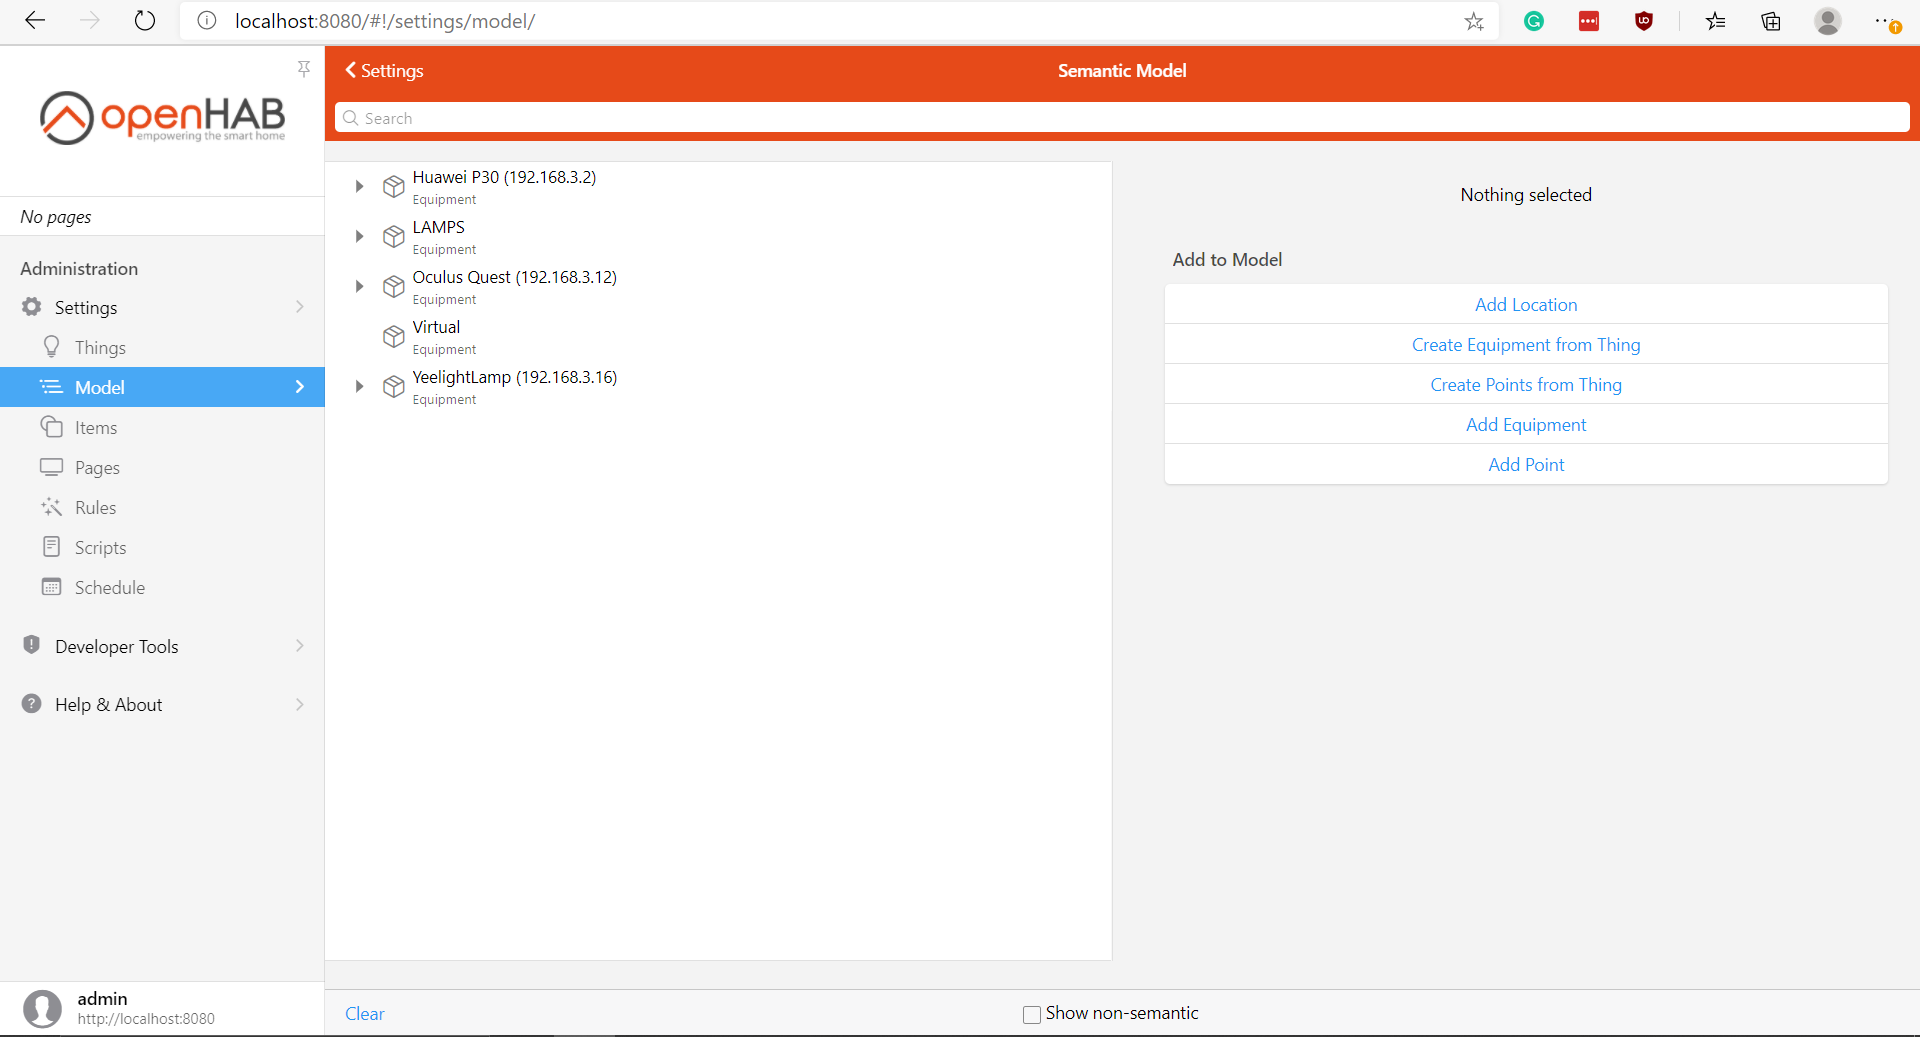 localhost:8080/#!/settings/model/
openHAB
empowering the smart home
No pages
Administration
Settings
Things
Model
Items
Pages
Rules
Scripts
Schedule
Developer Tools
Help & About
admin
http://localhost:8080
Settings
Semantic Model
Search
Huawei P30 (192.168.3.2)
Equipment
LAMPS
Equipment
Oculus Quest (192.168.3.12)
Equipment
Virtual
Equipment
YeelightLamp (192.168.3.16)
Equipment
Nothing selected
Add to Model
Add Location
Create Equipment from Thing
Create Points from Thing
Add Equipment
Add Point
Clear
Show non-semantic